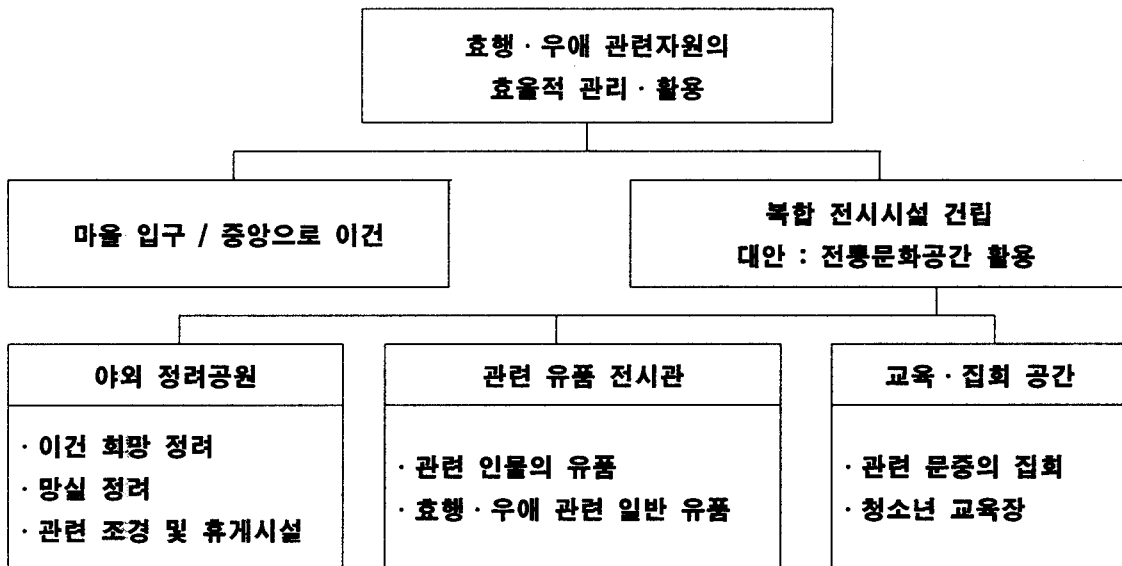 효행 · 우애 관련자원의
효율적 관리 · 활용
마을 입구 / 중앙으로 이건
복합 전시시설 건립
대안 : 전통문화공간 활용
야외 정려공원
· 이건 희망 정려
· 망실 정려
· 관련 조경 및 휴게시설
관련 유품 전시관
· 관련 인물의 유품
· 효행 · 우애 관련 일반 유품
교육 · 집회 공간
· 관련 문중의 집회
· 청소년 교육장